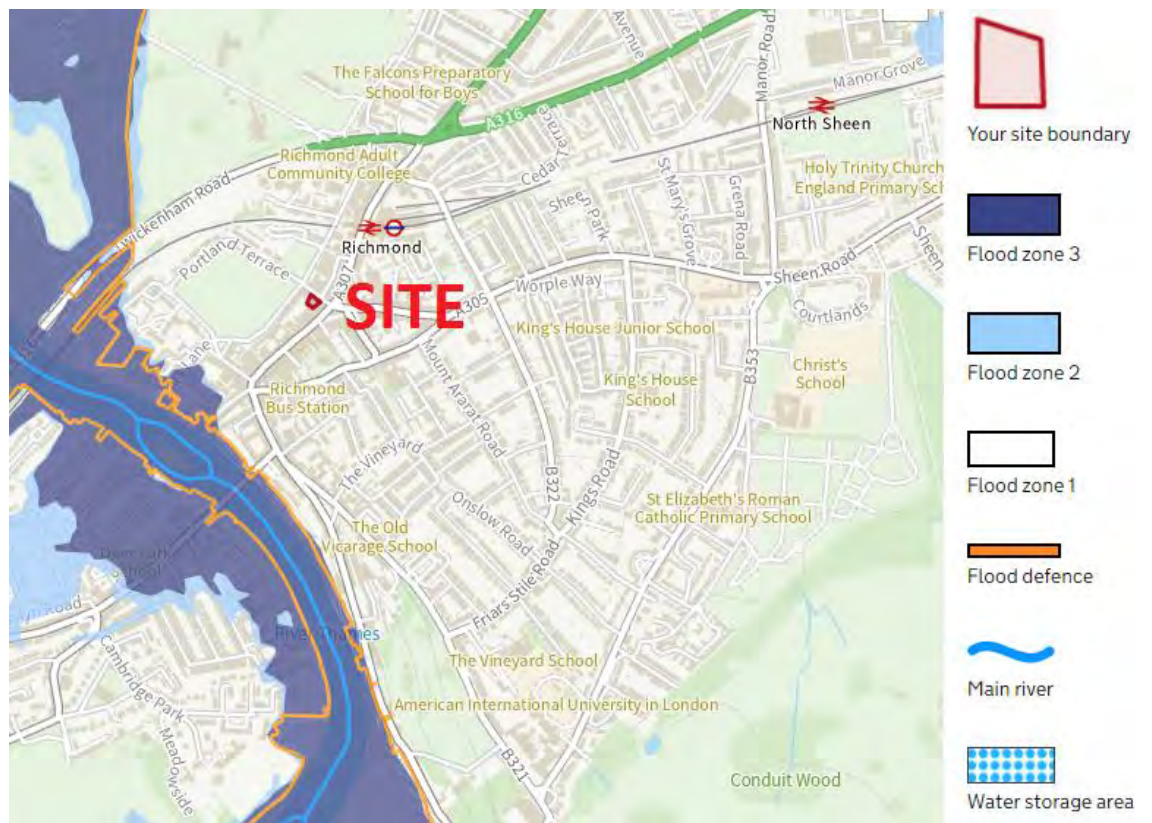 Avenue
Manor Road
Manor Grove
The Falcons Preparatory
School for Boys
A316
North Sheen
Terrace
Cedar
Richmond Adult
Community College
Holy Trinity Church
England Primary Sch
Twickenham Road
St Mary's Grove
Grena Road
Sheen Park
Richmond
Portland Terrace
A307
SITE
A305
Worple Way
Sheen Road
Sheen
Courtlands
King's House Junior School
Lane
Mount Ararat Road
B353
Christ's
School
King's House
School
Richmond
Bus Station
The Vineyard
B322
Kings Road
Onslow Road
St Elizabeth's Roman
Catholic Primary School
The Old
Vicarage School
Friars Stile Road
School
Road
River Thames
Cambridge Park
Meadowside
The Vineyard School
American International University in London
B321
Conduit Wood
Your site boundary
Flood zone 3
Flood zone 2
Flood zone 1
Flood defence
Main river
Water storage area